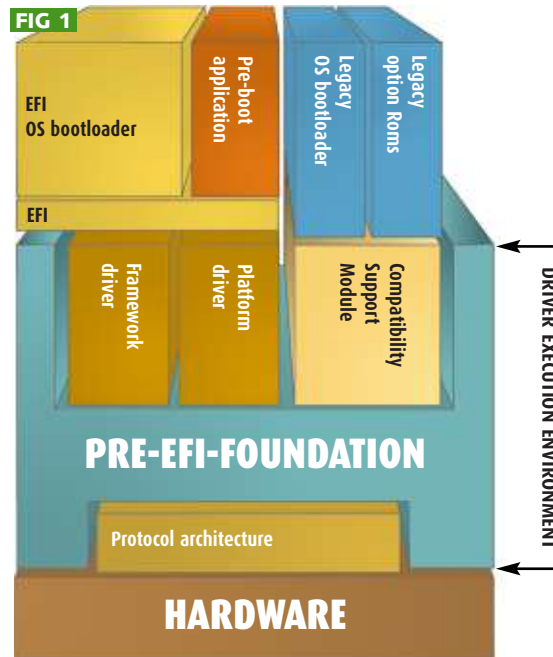 FIG 1
EFI
OS bootloader
Pre-boot
application
Legacy
OS bootloader
Legacy
option Roms
EFI
Framework
driver
Platform
driver
Compatibility
Support
Module
DRIVER EXECUTION ENVIRONMENT
PRE-EFI-FOUNDATION
Protocol architecture
HARDWARE